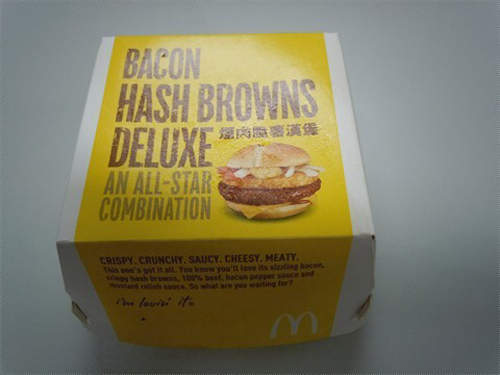 BACON
HASH BROWNS
DELUXE 煙肉脆薯漢堡
AN ALL-STAR
COMBINATION
CRISPY. CRUNCHY. SAUCY. CHEESY. MEATY.
This one's got it all. You know you'll love its sizzling bacon,
crispy hash browns, 100% beef, bacon pepper sauce and
mustard relish sauce. So what are you waiting for?
i'm lovin' it